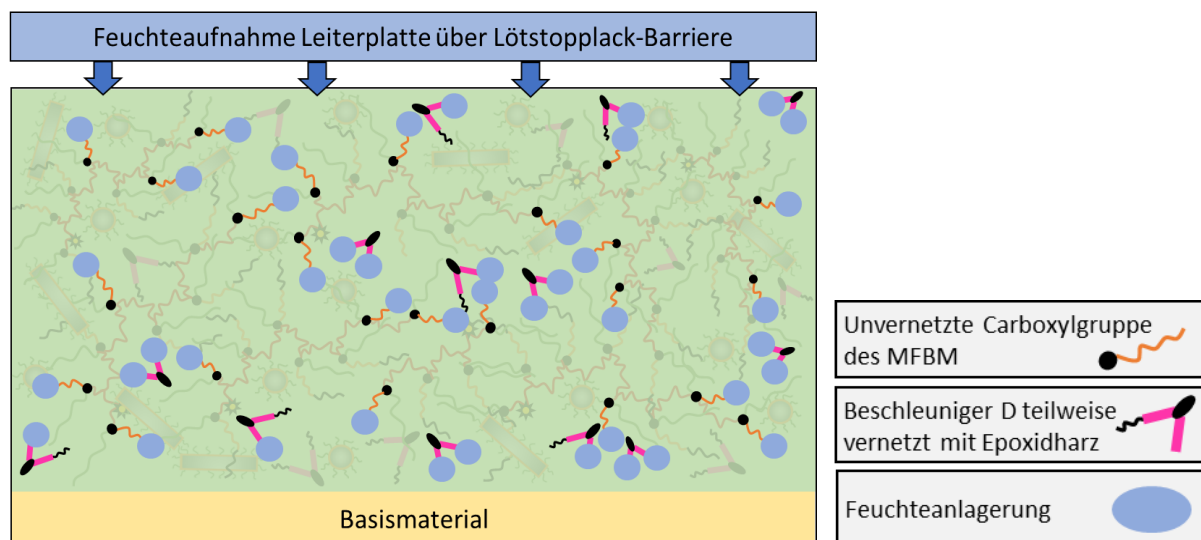 Feuchteaufnahme Leiterplatte über Lötstopplack-Barriere
Basismaterial
Unvernetzte Carboxylgruppe
des MFBM
Beschleuniger D teilweise
vernetzt mit Epoxidharz
Feuchteanlagerung